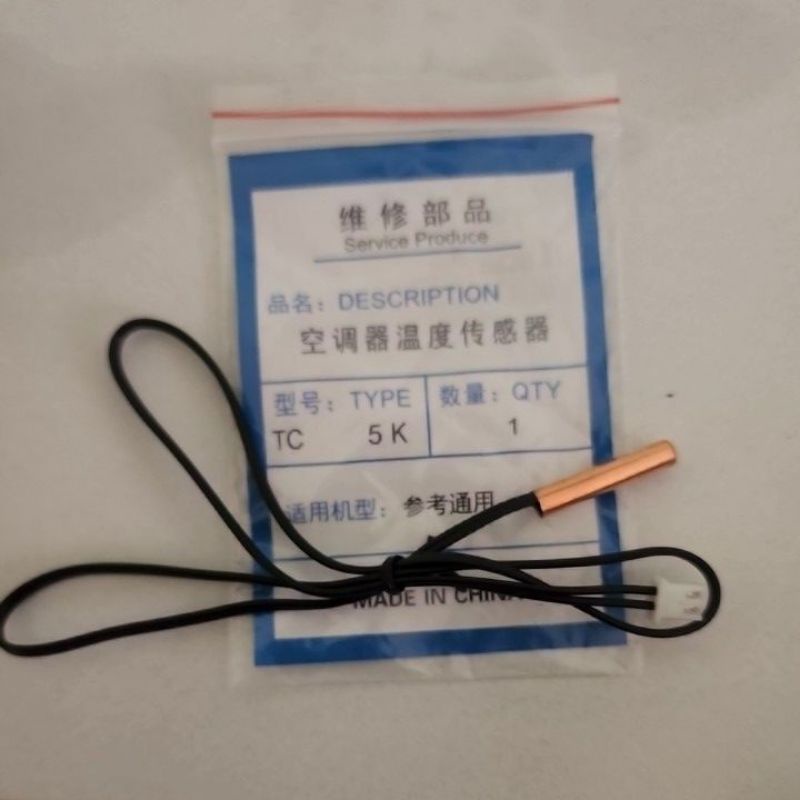 维修部品
Service Produce
品名：DESCRIPTION
空调器温度传感器
型号：TYPE
数量：QTY
TC 5K
1
适用机型：参考通用
MADE IN CHINA